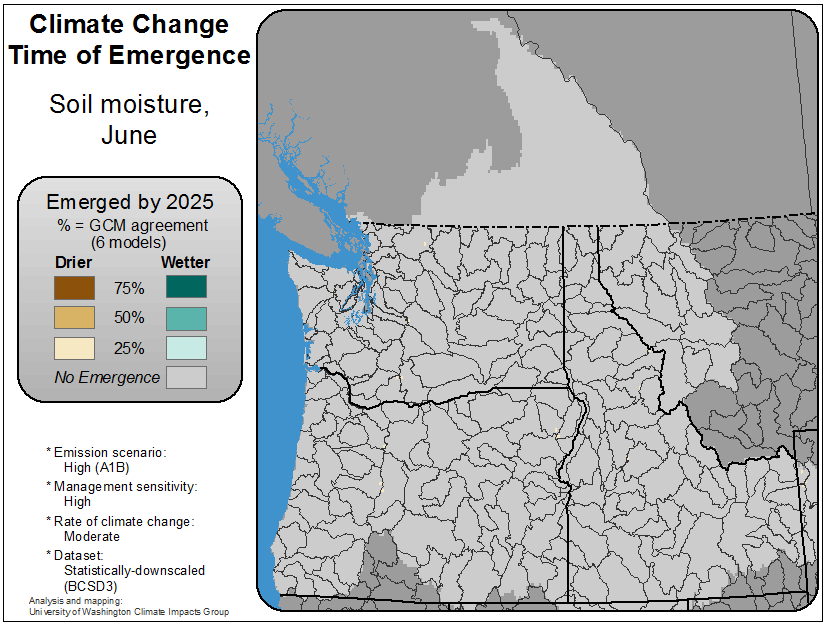 Climate Change
Time of Emergence
Soil moisture,
June
Emerged by 2025
% = GCM agreement
(6 models)
Drier Wetter
75%
50%
25%
No Emergence
* Emission scenario:
High (A1B)
* Management sensitivity:
High
* Rate of climate change:
Moderate
* Dataset:
Statistically-downscaled
(BCSD3)
Analysis and mapping:
University of Washington Climate Impacts Group